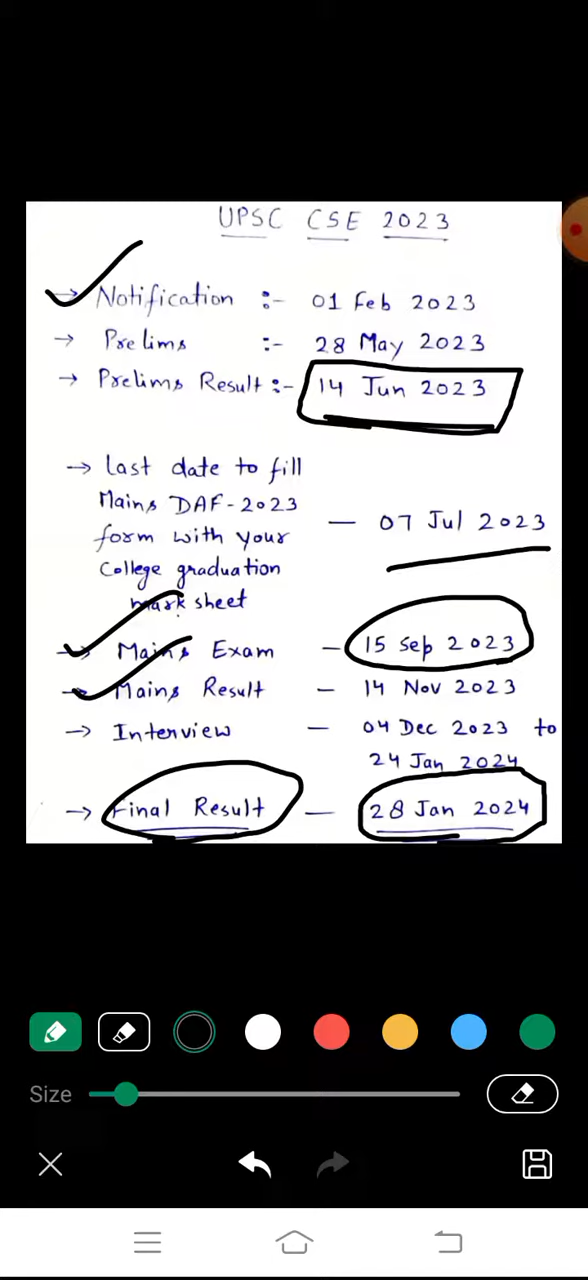 UPSC CSE 2023
→ Notification :- 01 Feb 2023
→ Prelims :- 28 May 2023
→ Prelims Result :- 14 Jun 2023
→ Last date to fill
Mains DAF-2023
form with your — 07 Jul 2023
College graduation
mark sheet
→ Mains Exam — 15 Sep 2023
→ Mains Result — 14 Nov 2023
→ Interview — 04 Dec 2023 to
24 Jan 2024
→ Final Result — 28 Jan 2024
Size